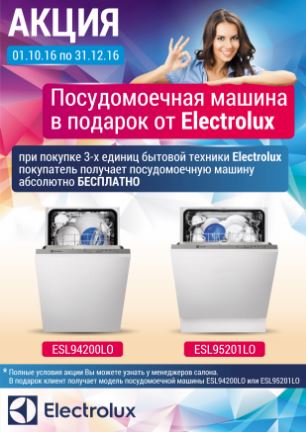 АКЦИЯ
01.10.16 по 31.12.16
Посудомоечная машина
в подарок от Electrolux
при покупке 3-х единиц бытовой техники Electrolux
покупатель получает посудомоечную машину
абсолютно БЕСПЛАТНО
ESL94200LO ESL95201LO
* Полные условия акции Вы можете узнать у менеджеров салона.
В подарок клиент получает модель посудомоечной машины ESL94200LO или ESL95201LO
Electrolux